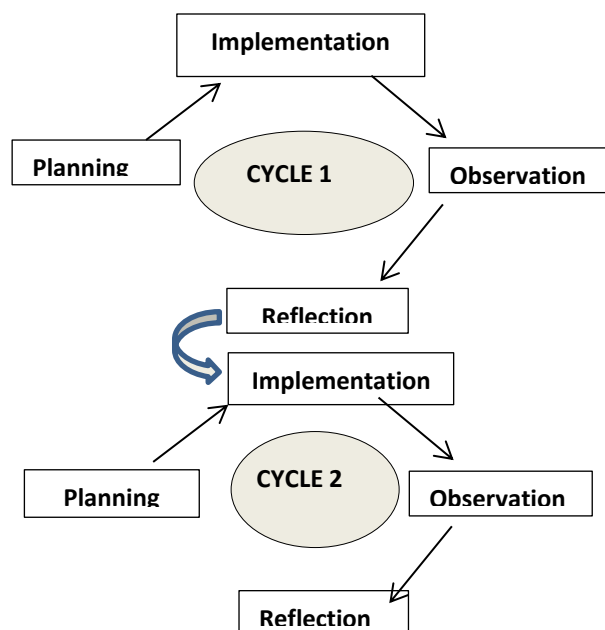 Implementation
Planning
CYCLE 1
Observation
Reflection
Implementation
CYCLE 2
Planning
Observation
Reflection